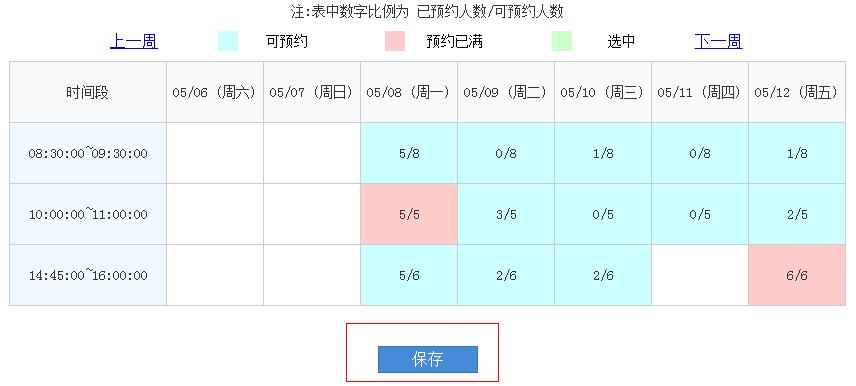 注:表中数字比例为 已预约人数/可预约人数
上一周 可预约 预约已满 选中 下一周
时间段 05/06 (周六) 05/07 (周日) 05/08 (周一) 05/09 (周二) 05/10 (周三) 05/11 (周四) 05/12 (周五)
08:30:00~09:30:00 5/8 0/8 1/8 0/8 1/8
10:00:00~11:00:00 5/5 3/5 0/5 0/5 2/5
14:45:00~16:00:00 5/6 2/6 2/6 6/6
保存